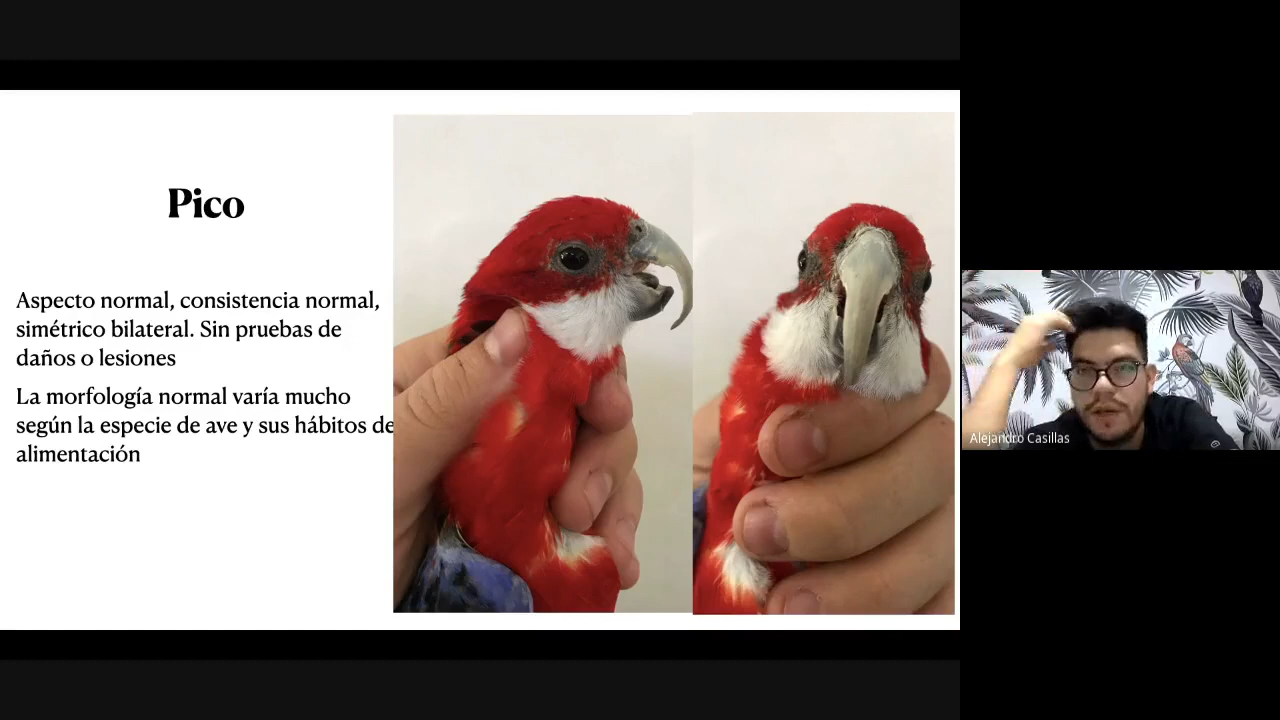 Pico
Aspecto normal, consistencia normal,
simétrico bilateral. Sin pruebas de
daños o lesiones
La morfología normal varía mucho
según la especie de ave y sus hábitos de
alimentación
Alejandro Casillas